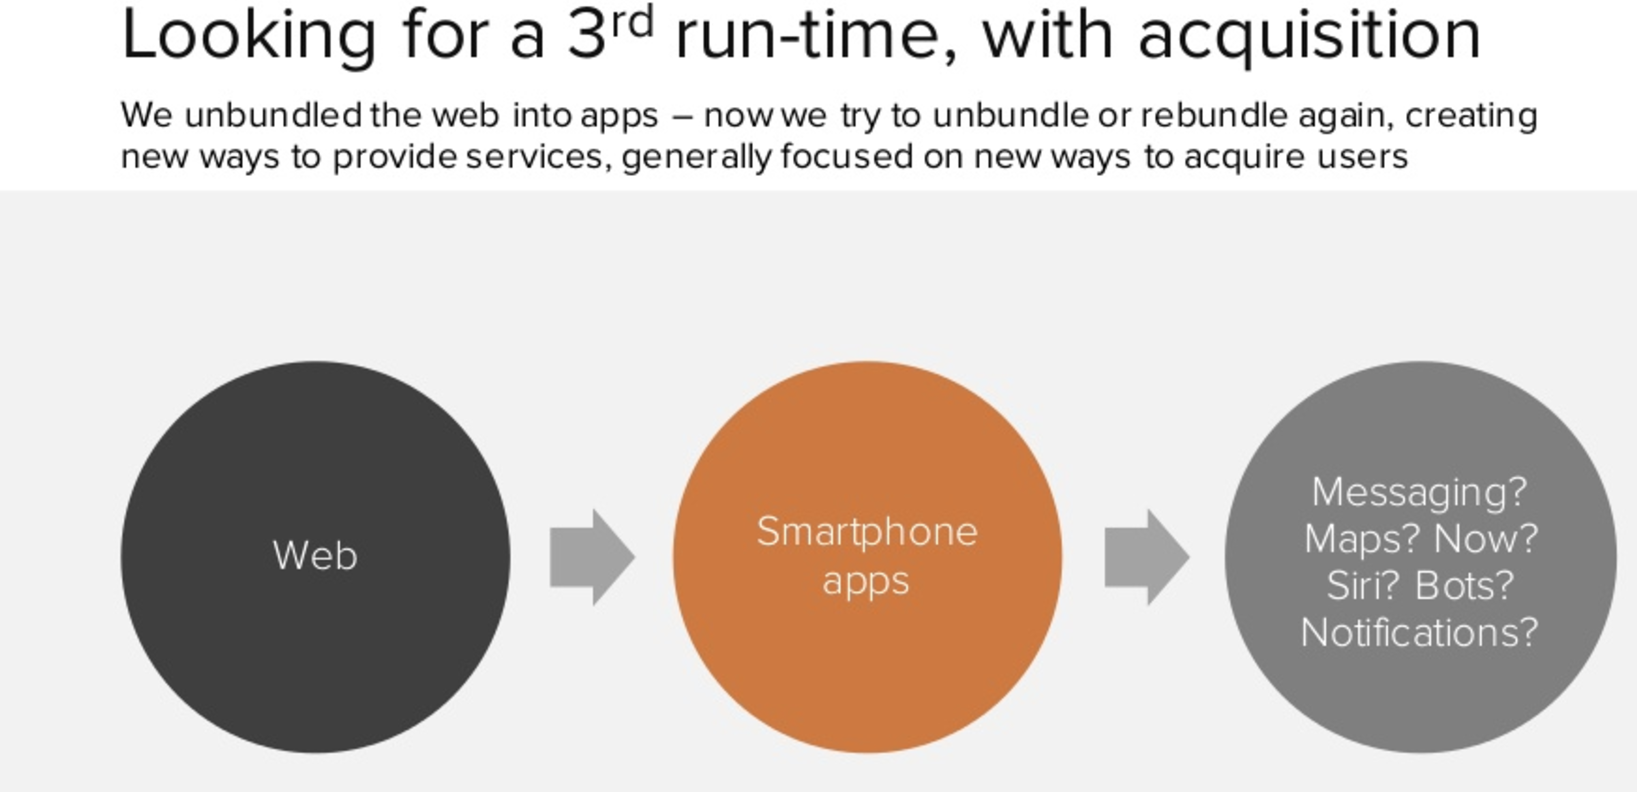 Looking for a 3rd run-time, with acquisition
We unbundled the web into apps – now we try to unbundle or rebundle again, creating
new ways to provide services, generally focused on new ways to acquire users
Web
Smartphone
apps
Messaging?
Maps? Now?
Siri? Bots?
Notifications?